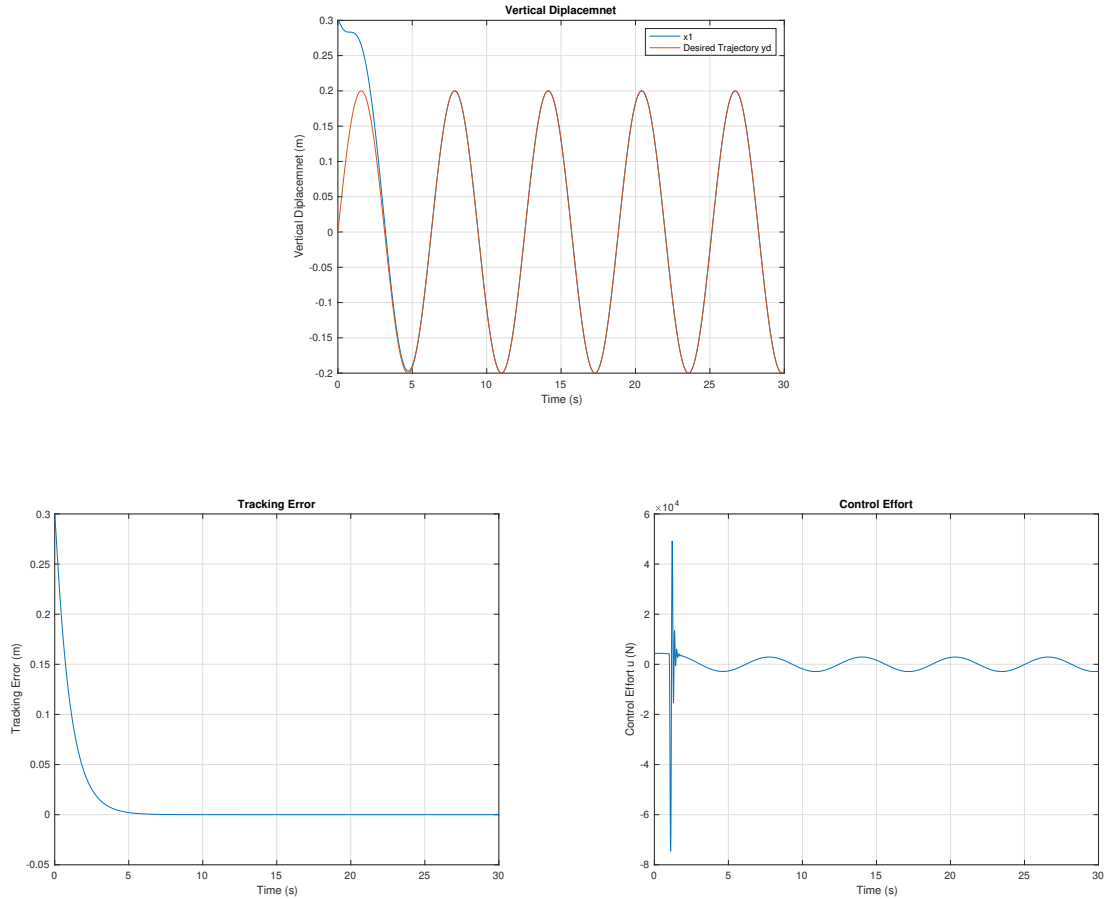 Vertical Diplacemnet
x1
Desired Trajectory yd
Vertical Diplacemnet (m)
0.3
0.25
0.2
0.15
0.1
0.05
0
-0.05
-0.1
-0.15
-0.2
0 5 10 15 20 25 30
Time (s)
Tracking Error
Tracking Error (m)
0.3
0.25
0.2
0.15
0.1
0.05
0
-0.05
0 5 10 15 20 25 30
Time (s)
Control Effort
×10^4
Control Effort u (N)
6
4
2
0
-2
-4
-6
-8
0 5 10 15 20 25 30
Time (s)